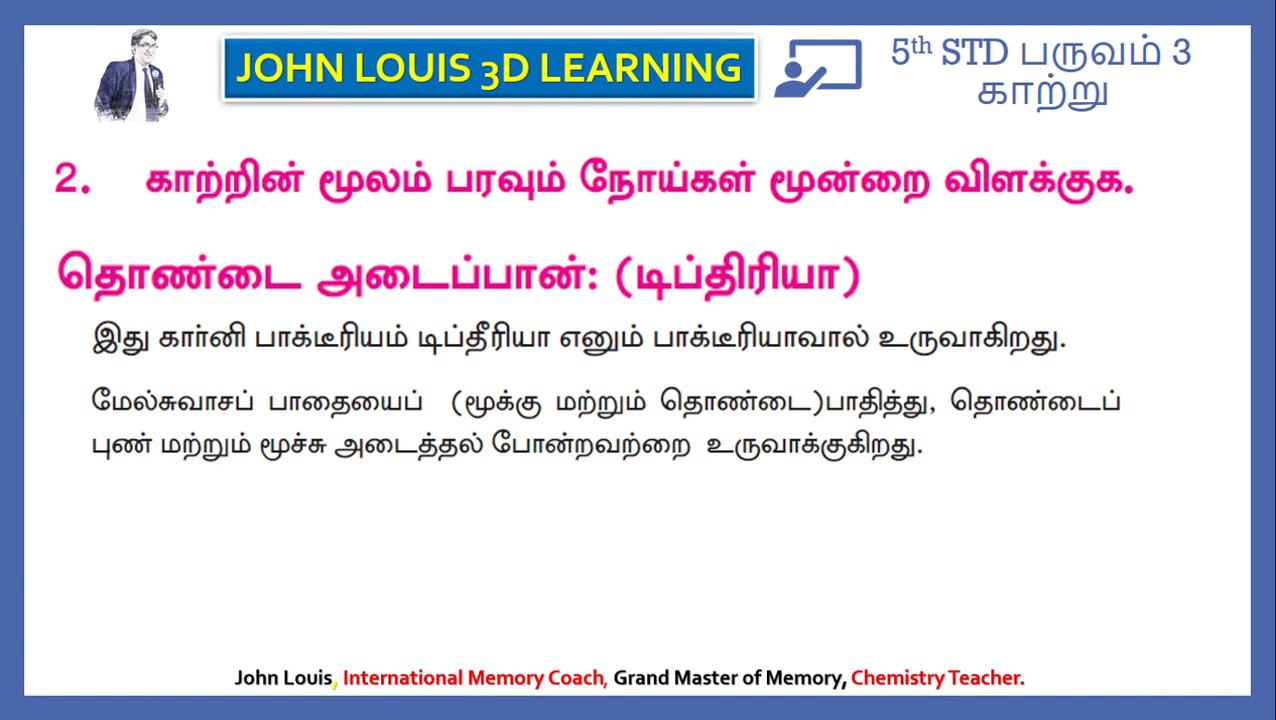 JOHN LOUIS 3D LEARNING
5th STD பருவம் 3
காற்று
2. காற்றின் மூலம் பரவும் நோய்கள் மூன்றை விளக்குக.
தொண்டை அடைப்பான்: (டிப்திரியா)
இது கார்னி பாக்டீரியம் டிப்தீரியா எனும் பாக்டீரியாவால் உருவாகிறது.
மேல்சுவாசப் பாதையைப் (மூக்கு மற்றும் தொண்டை)பாதித்து, தொண்டைப்
புண் மற்றும் மூச்சு அடைத்தல் போன்றவற்றை உருவாக்குகிறது.
John Louis, International Memory Coach, Grand Master of Memory, Chemistry Teacher.